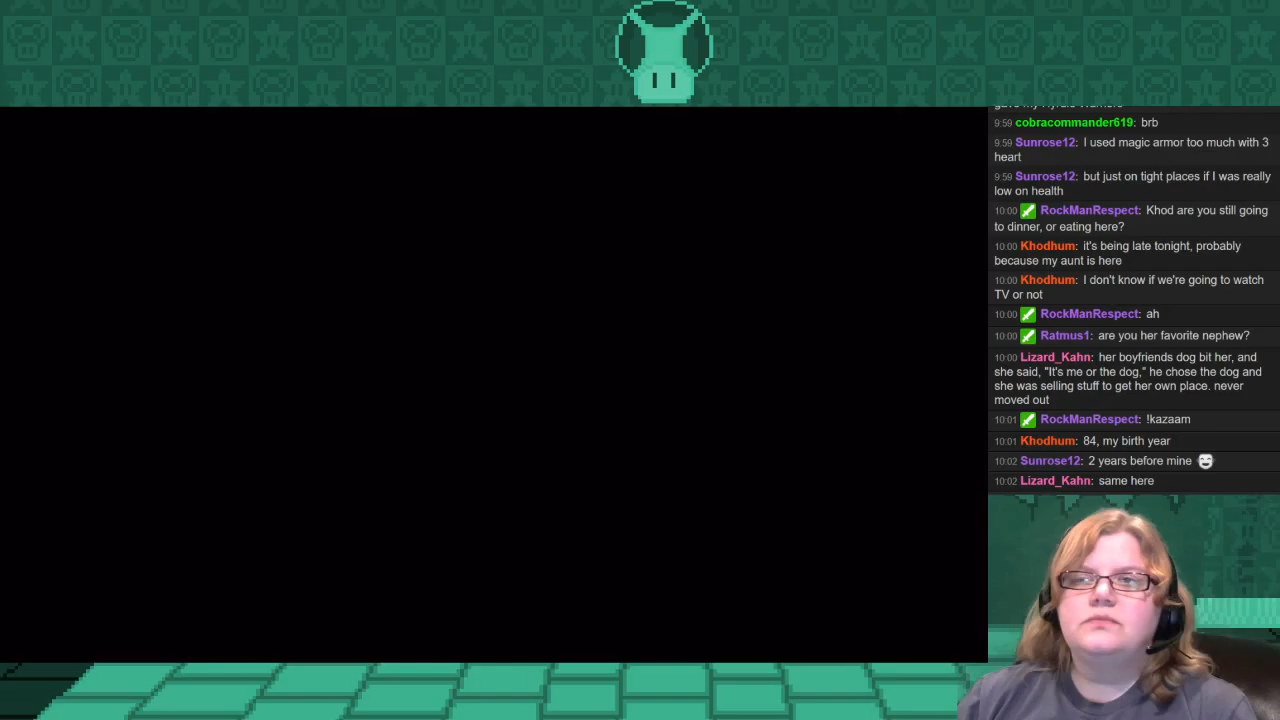 9:59 cobracommander619: brb
9:59 Sunrose12: I used magic armor too much with 3
heart
9:59 Sunrose12: but just on tight places if I was really
low on health
10:00 RockManRespect: Khod are you still going
to dinner, or eating here?
10:00 Khodhum: it's being late tonight, probably
because my aunt is here
10:00 Khodhum: I don't know if we're going to watch
TV or not
10:00 RockManRespect: ah
10:00 Ratmus1: are you her favorite nephew?
10:00 Lizard_Kahn: her boyfriends dog bit her, and
she said, "It's me or the dog," he chose the dog and
she was selling stuff to get her own place. never
moved out
10:01 RockManRespect: !kazaam
10:01 Khodhum: 84, my birth year
10:02 Sunrose12: 2 years before mine
10:02 Lizard_Kahn: same here